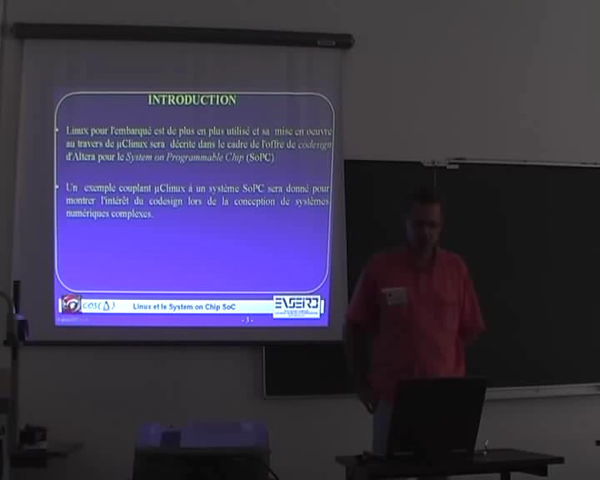 INTRODUCTION
• Linux pour l'embarqué est de plus en plus utilisé et sa mise en oeuvre
au travers de µClinux sera décrite dans le cadre de l'offre de codesign
d'Altera pour le System on Programmable Chip (SoPC)
• Un exemple couplant µClinux à un système SoPC sera donné pour
montrer l'intérêt du codesign lors de la conception de systèmes
numériques complexes.
Linux et le System on Chip SoC
ENSEIRB
- 3 -